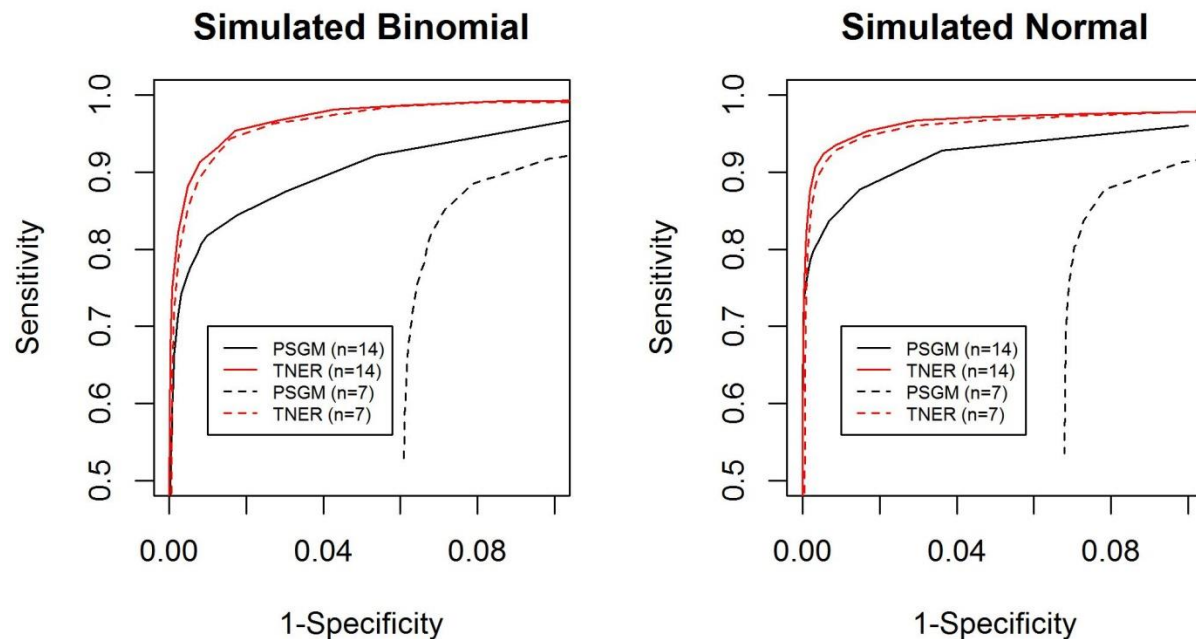 Simulated Binomial
Sensitivity
1.0
0.9
0.8
0.7
0.6
0.5
PSGM (n=14)
TNER (n=14)
PSGM (n=7)
TNER (n=7)
0.00 0.04 0.08
1-Specificity
Simulated Normal
Sensitivity
1.0
0.9
0.8
0.7
0.6
0.5
PSGM (n=14)
TNER (n=14)
PSGM (n=7)
TNER (n=7)
0.00 0.04 0.08
1-Specificity